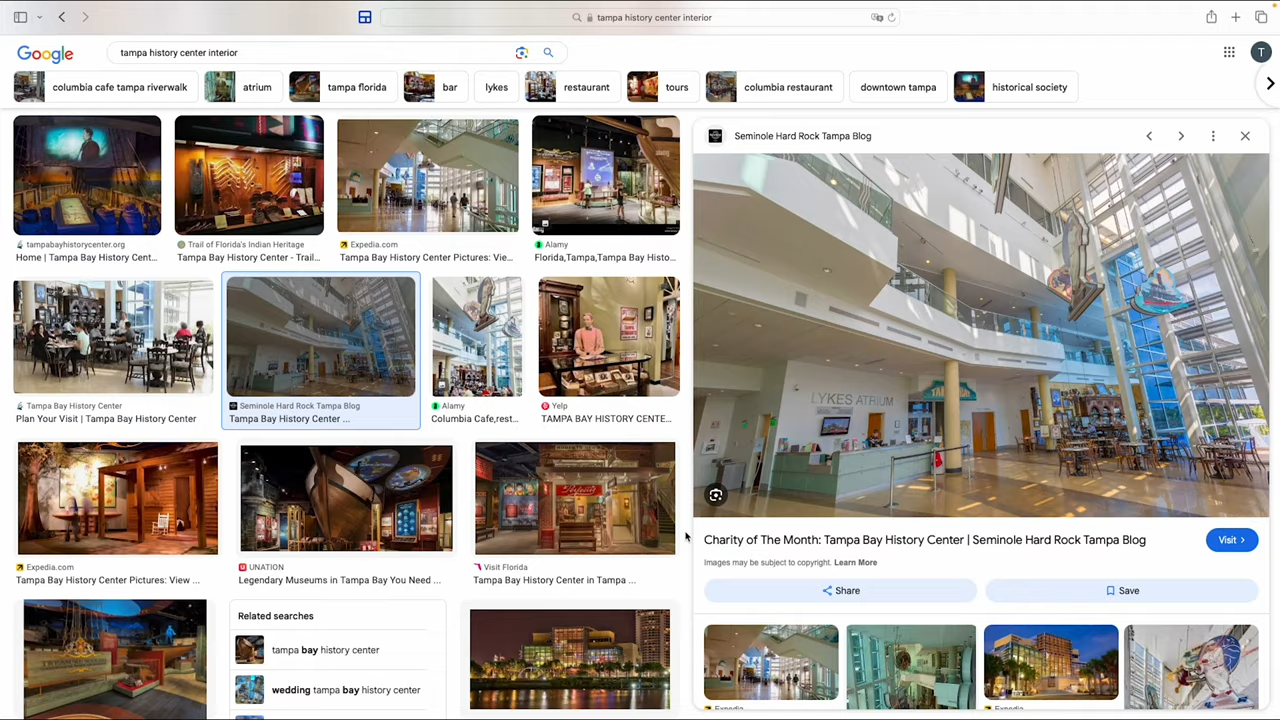 tampa history center interior
Google
tampa history center interior
T
columbia cafe tampa riverwalk
atrium
tampa florida
bar
lykes
restaurant
tours
columbia restaurant
downtown tampa
historical society
tampabayhistorycenter.org
Home | Tampa Bay History Cent...
Trail of Florida's Indian Heritage
Tampa Bay History Center - Trail...
Expedia.com
Tampa Bay History Center Pictures: Vie...
Alamy
Florida,Tampa,Tampa Bay Histo...
Tampa Bay History Center
Plan Your Visit | Tampa Bay History Center
Seminole Hard Rock Tampa Blog
Tampa Bay History Center ...
Alamy
Columbia Cafe,rest...
Yelp
TAMPA BAY HISTORY CENTE...
Expedia.com
Tampa Bay History Center Pictures: View ...
UNATION
Legendary Museums in Tampa Bay You Need ...
Visit Florida
Tampa Bay History Center in Tampa ...
Related searches
tampa bay history center
wedding tampa bay history center
Seminole Hard Rock Tampa Blog
LYKES ATRIUM
Charity of The Month: Tampa Bay History Center | Seminole Hard Rock Tampa Blog
Visit
Images may be subject to copyright. Learn More
Share
Save
Expedia
Expedia